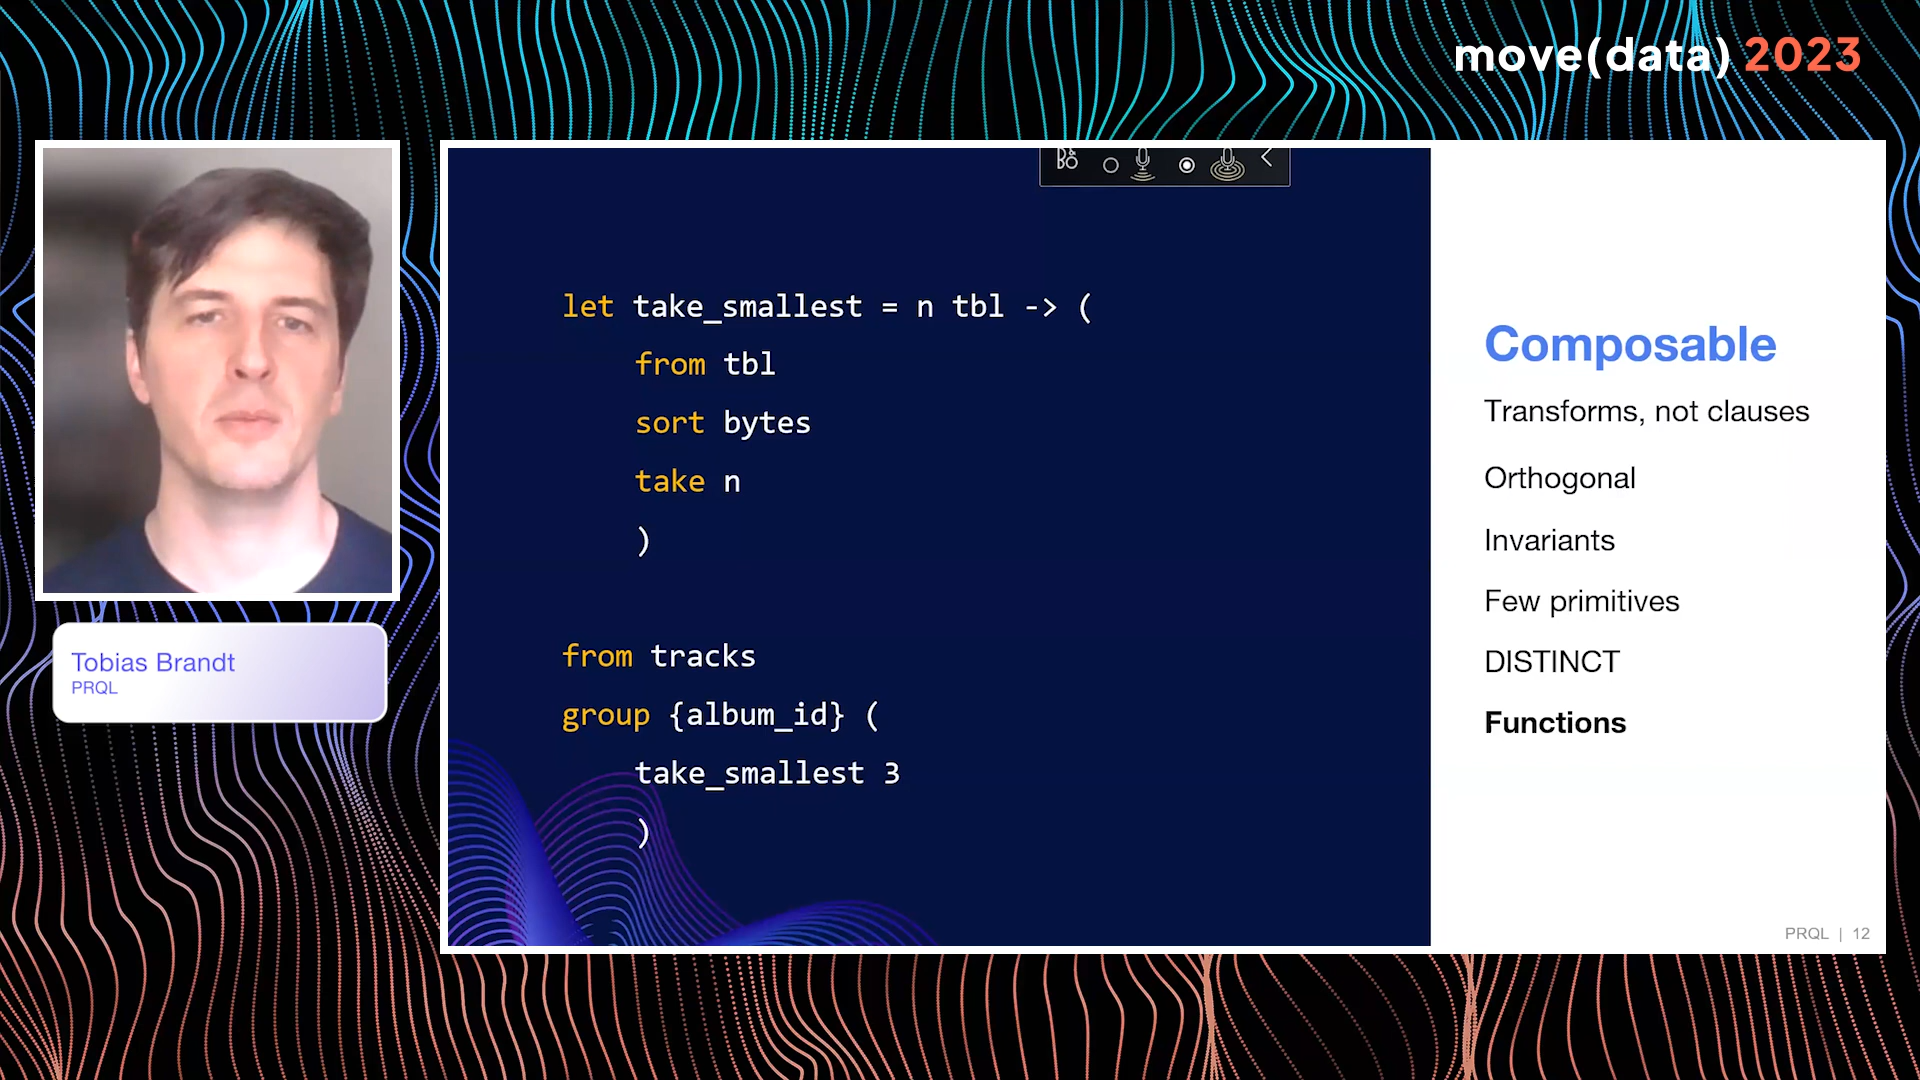 move(data) 2023
Tobias Brandt
PRQL
let take_smallest = n tbl -> (
from tbl
sort bytes
take n
)
from tracks
group {album_id} (
take_smallest 3
)
Composable
Transforms, not clauses
Orthogonal
Invariants
Few primitives
DISTINCT
Functions
PRQL | 12